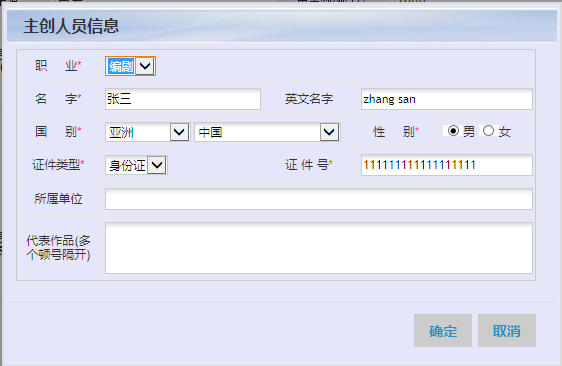 主创人员信息
职 业* 编剧
名 字* 张三 英文名字 zhang san
国 别* 亚洲 中国 性 别* 男 女
证件类型* 身份证 证 件 号* 111111111111111111
所属单位
代表作品(多
个顿号隔开)
确定 取消